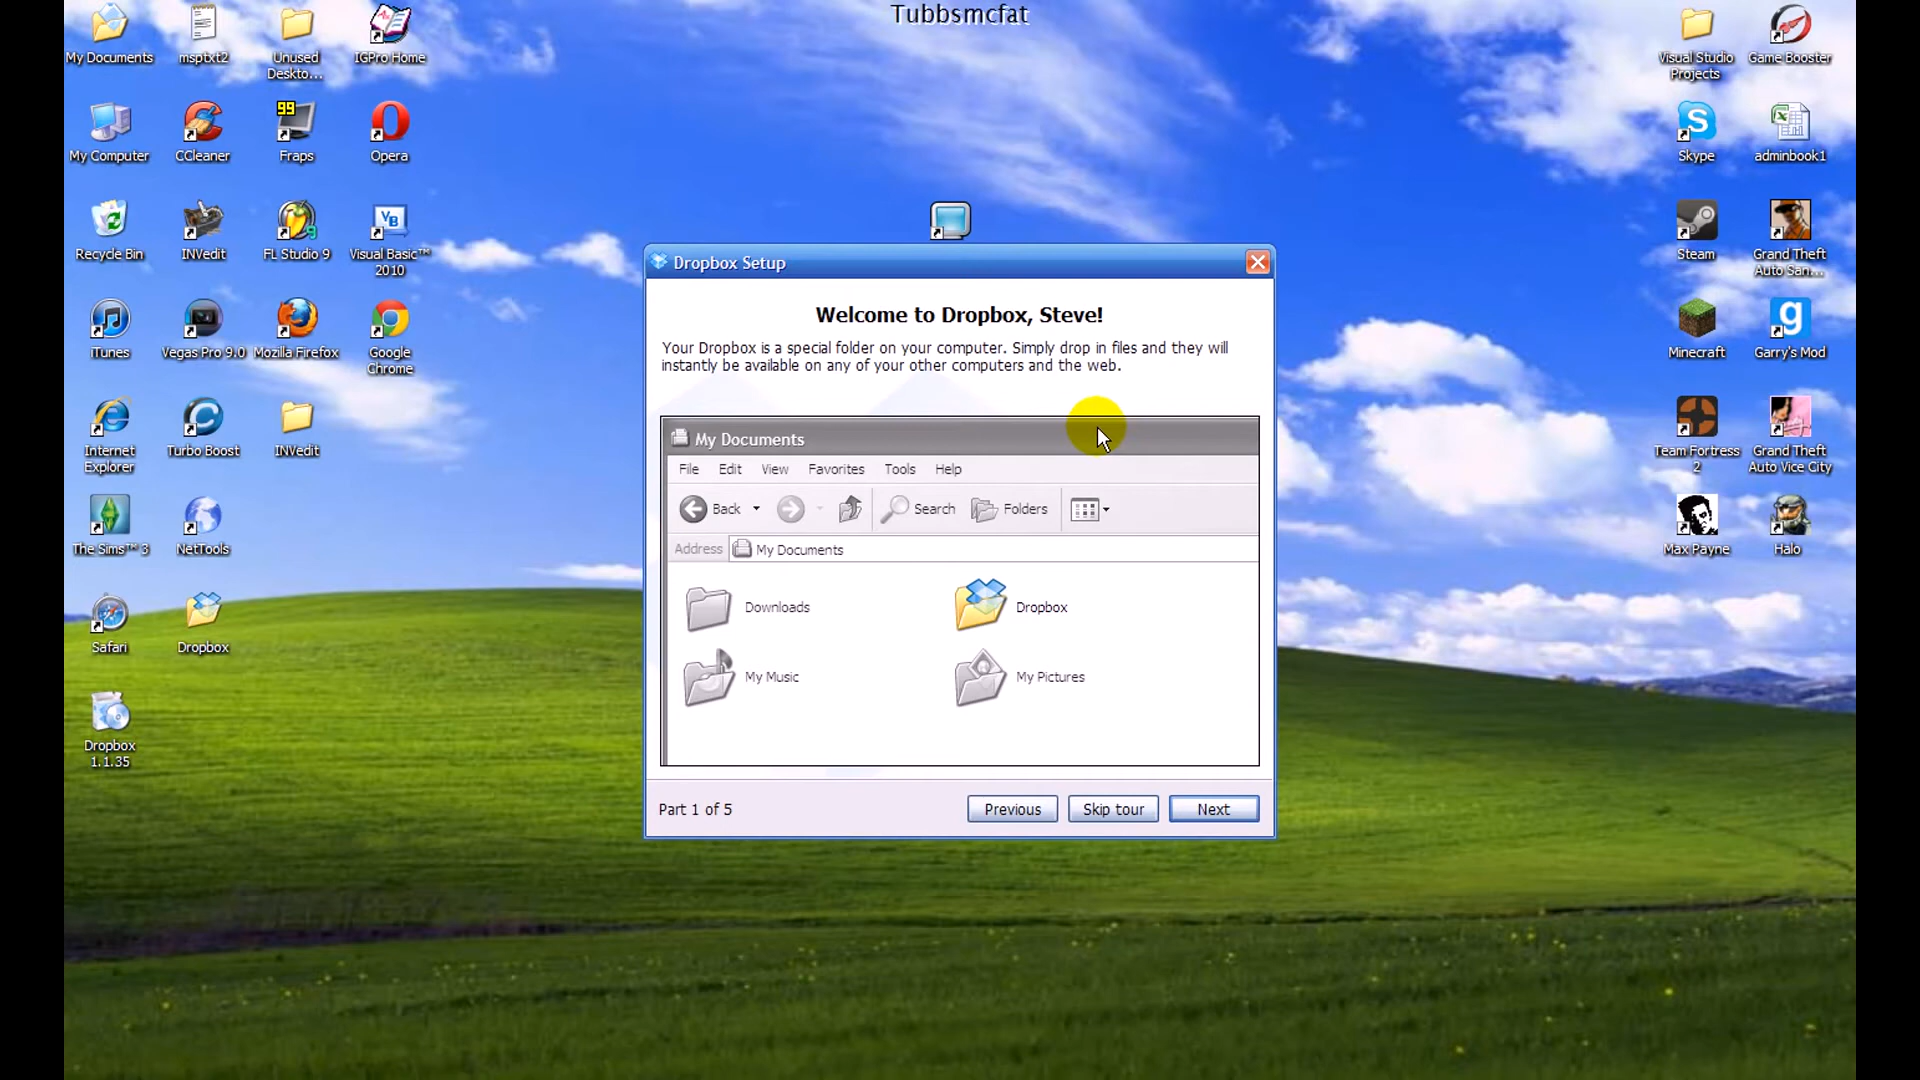 Tubbsmcfat
My Documents
msptxt2
Unused
Deskto...
IGPro Home
Visual Studio
Projects
Game Booster
99
My Computer
CCleaner
Fraps
Opera
Skype
adminbook1
Recycle Bin
INVedit
FL Studio 9
Visual Basic™
2010
Steam
Grand Theft
Auto San...
iTunes
Vegas Pro 9.0
Mozilla Firefox
Google
Chrome
Minecraft
Garry's Mod
Internet
Explorer
Turbo Boost
INVedit
Team Fortress
2
Grand Theft
Auto Vice City
The Sims™ 3
NetTools
Max Payne
Halo
Safari
Dropbox
Dropbox
1.1.35
Dropbox Setup
Welcome to Dropbox, Steve!
Your Dropbox is a special folder on your computer. Simply drop in files and they will
instantly be available on any of your other computers and the web.
My Documents
File Edit View Favorites Tools Help
Back Search Folders
Address My Documents
Downloads Dropbox
My Music My Pictures
Part 1 of 5 Previous Skip tour Next